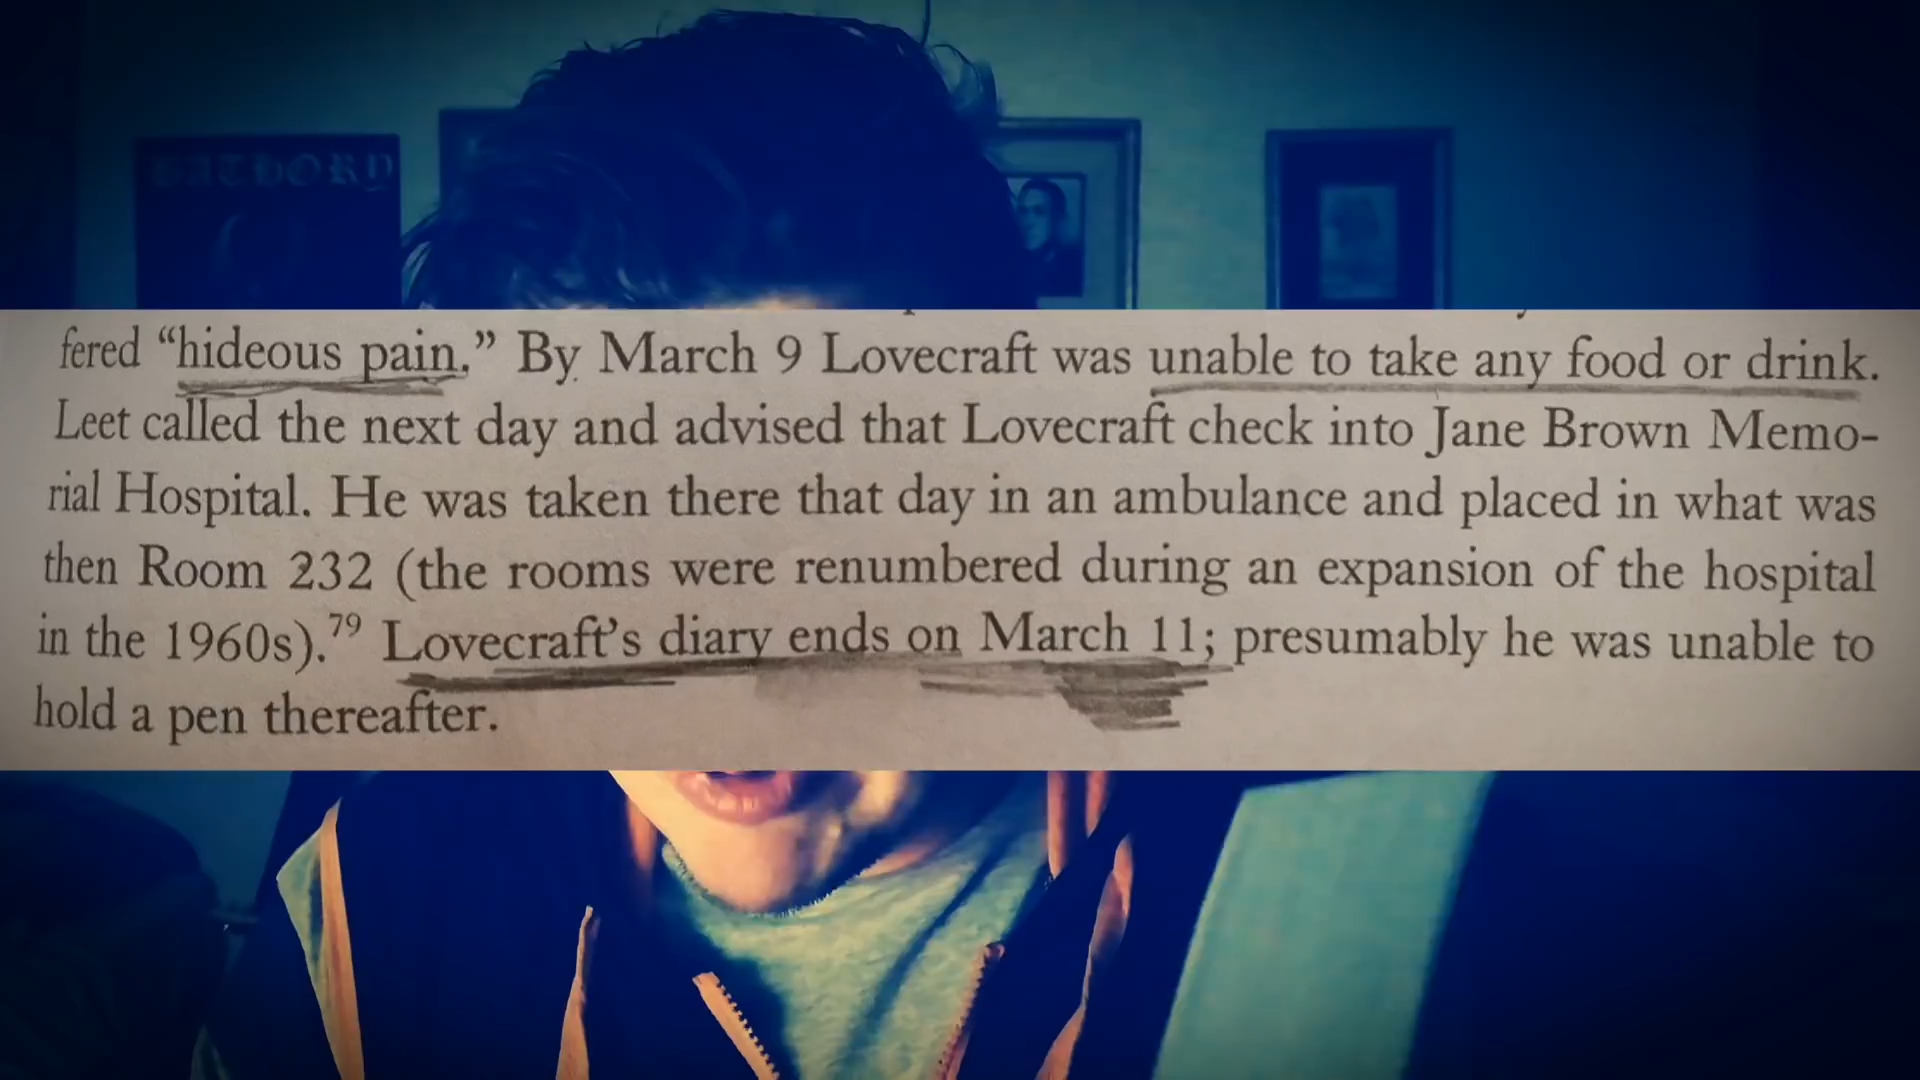 BATHORY
fered “hideous pain.” By March 9 Lovecraft was unable to take any food or drink.
Leet called the next day and advised that Lovecraft check into Jane Brown Memo-
rial Hospital. He was taken there that day in an ambulance and placed in what was
then Room 232 (the rooms were renumbered during an expansion of the hospital
in the 1960s).⁷⁹ Lovecraft’s diary ends on March 11; presumably he was unable to
hold a pen thereafter.